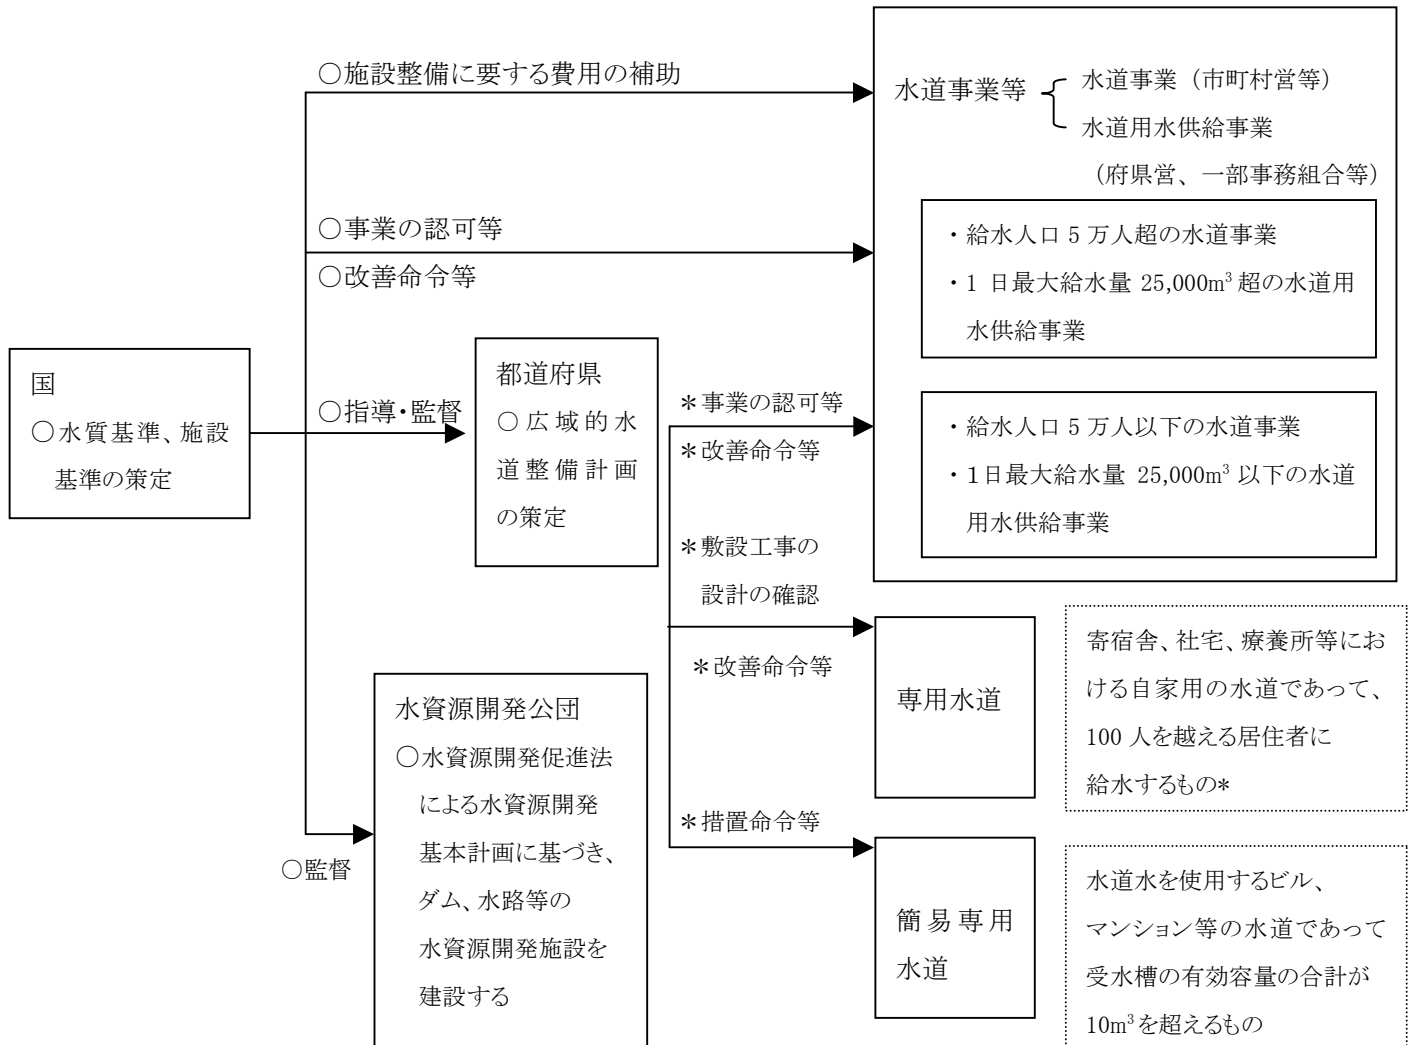 ○施設整備に要する費用の補助
水道事業等
水道事業（市町村営等）
水道用水供給事業
（府県営、一部事務組合等）
○事業の認可等
○改善命令等
・給水人口 5 万人超の水道事業
・1 日最大給水量 25,000m³ 超の水道用
水供給事業
国
○水質基準、施設
基準の策定
○指導・監督
都道府県
○広域的水
道整備計画
の策定
＊事業の認可等
＊改善命令等
・給水人口 5 万人以下の水道事業
・１日最大給水量 25,000m³ 以下の水道
用水供給事業
＊敷設工事の
設計の確認
＊改善命令等
専用水道
寄宿舎、社宅、療養所等にお
ける自家用の水道であって、
100 人を越える居住者に
給水するもの*
○監督
水資源開発公団
○水資源開発促進法
による水資源開発
基本計画に基づき、
ダム、水路等の
水資源開発施設を
建設する
＊措置命令等
簡易専用
水道
水道水を使用するビル、
マンション等の水道であって
受水槽の有効容量の合計が
10m³を超えるもの